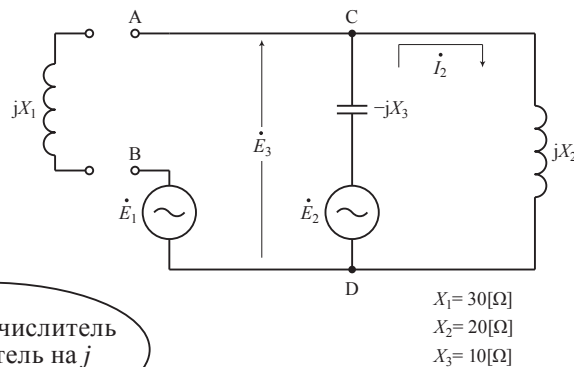 A
C
İ₂
jX₁
−jX₃
B
Ė₃
jX₂
Ė₁
Ė₂
D
X₁= 30[Ω]
X₂= 20[Ω]
X₃= 10[Ω]
числитель
тель на j